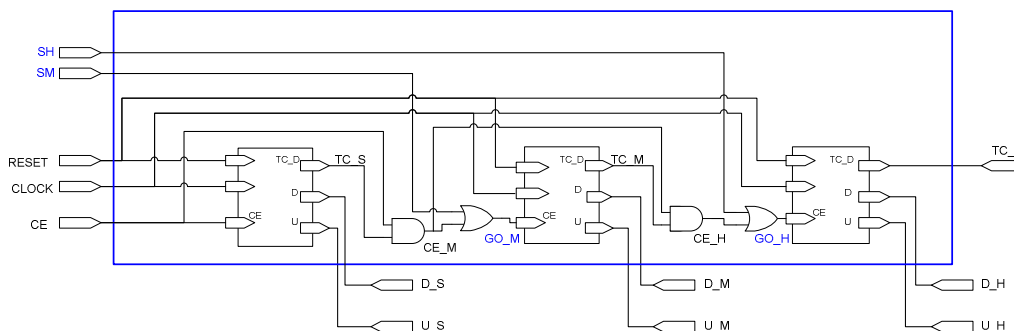 SH
SM
RESET
CLOCK
CE
TC_D
TC_S
D
U
CE
CE_M
GO_M
TC_D
TC_M
D
U
CE
CE_H
GO_H
TC_D
TC_
D
U
CE
D_S
U_S
D_M
U_M
D_H
U_H